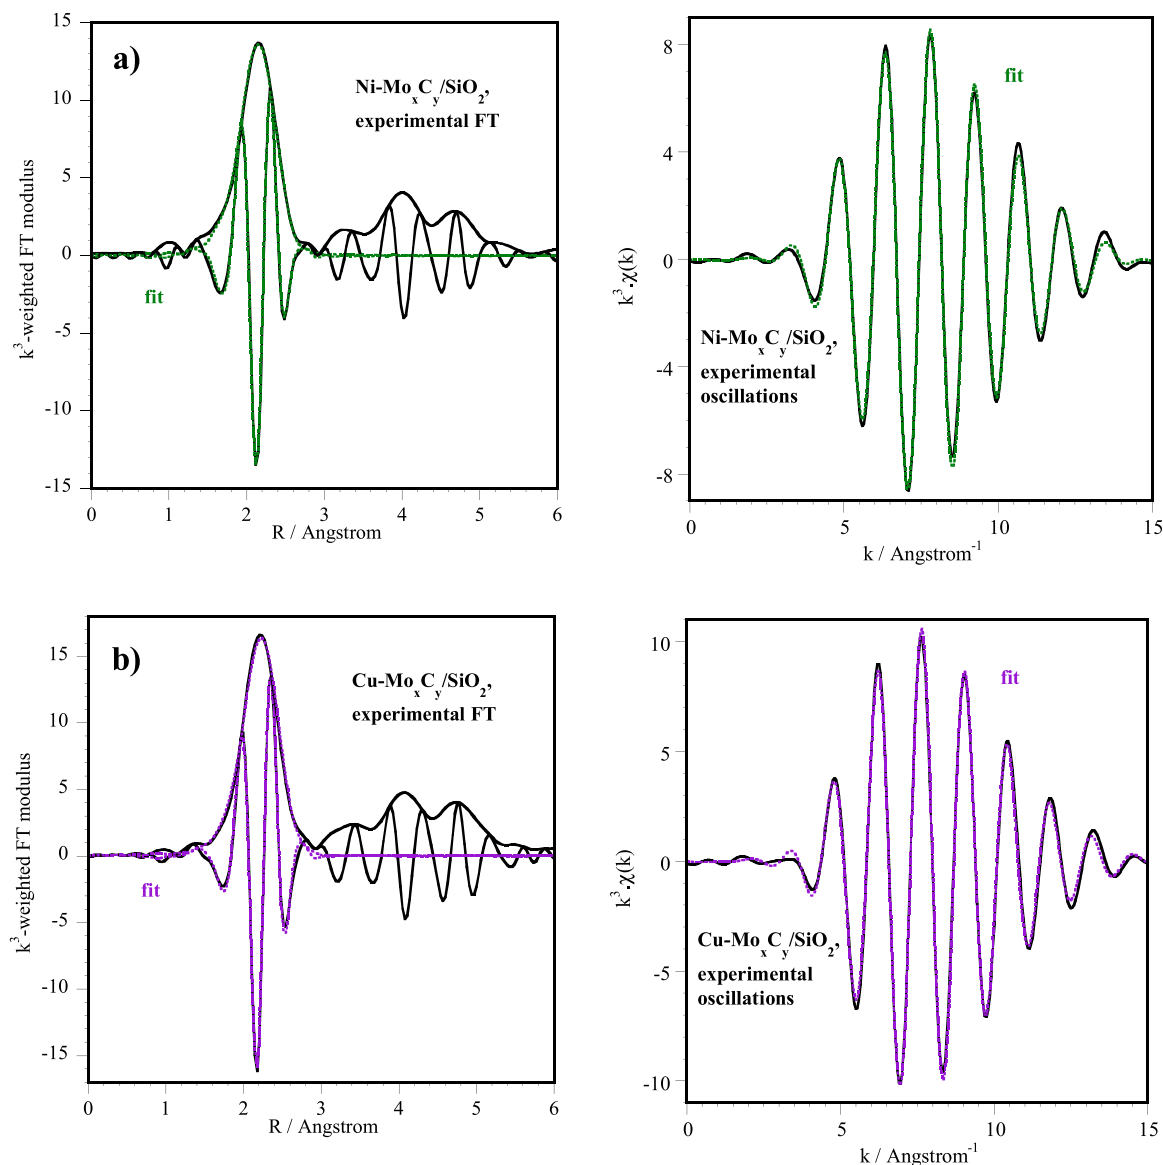 a)
Ni-MoxCy/SiO2,
experimental FT
fit
k3-weighted FT modulus
15
10
5
0
-5
-10
-15
0 1 2 3 4 5 6
R / Angstrom
fit
Ni-MoxCy/SiO2,
experimental
oscillations
k3.χ(k)
8
4
0
-4
-8
0 5 10 15
k / Angstrom-1
b)
Cu-MoxCy/SiO2,
experimental FT
fit
k3-weighted FT modulus
15
10
5
0
-5
-10
-15
0 1 2 3 4 5 6
R / Angstrom
fit
Cu-MoxCy/SiO2,
experimental
oscillations
k3.χ(k)
10
5
0
-5
-10
0 5 10 15
k / Angstrom-1